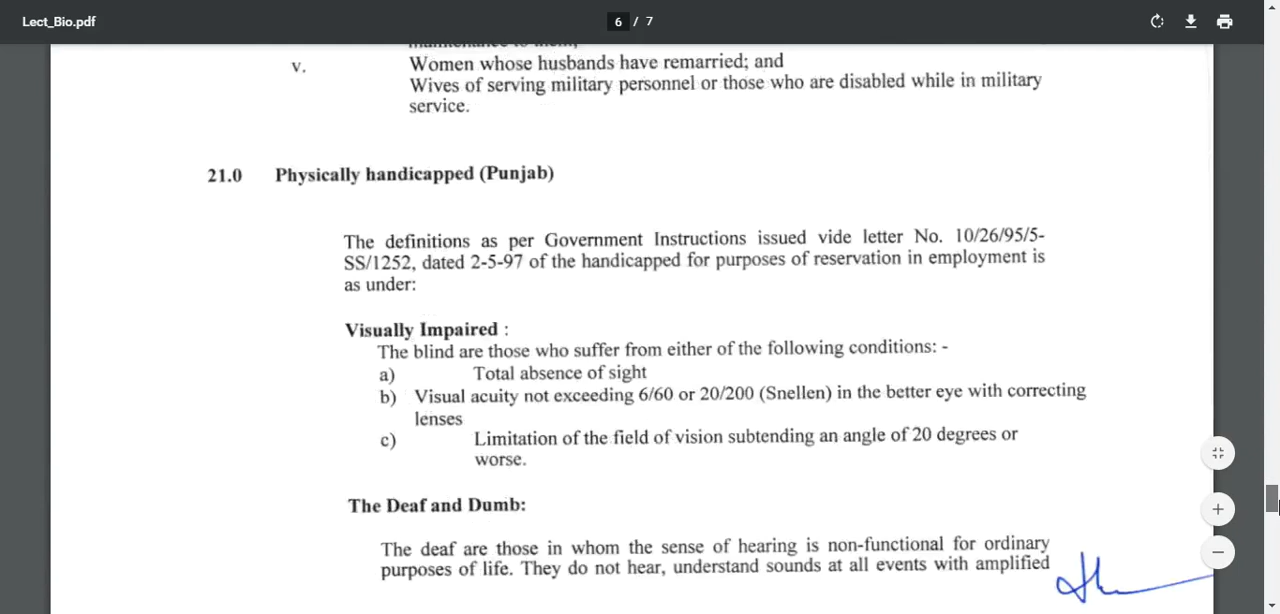 Lect_Bio.pdf
6 / 7
v. Women whose husbands have remarried; and
Wives of serving military personnel or those who are disabled while in military
service.
21.0 Physically handicapped (Punjab)
The definitions as per Government Instructions issued vide letter No. 10/26/95/5-
SS/1252, dated 2-5-97 of the handicapped for purposes of reservation in employment is
as under:
Visually Impaired :
The blind are those who suffer from either of the following conditions: -
a) Total absence of sight
b) Visual acuity not exceeding 6/60 or 20/200 (Snellen) in the better eye with correcting
lenses
c) Limitation of the field of vision subtending an angle of 20 degrees or
worse.
The Deaf and Dumb:
The deaf are those in whom the sense of hearing is non-functional for ordinary
purposes of life. They do not hear, understand sounds at all events with amplified